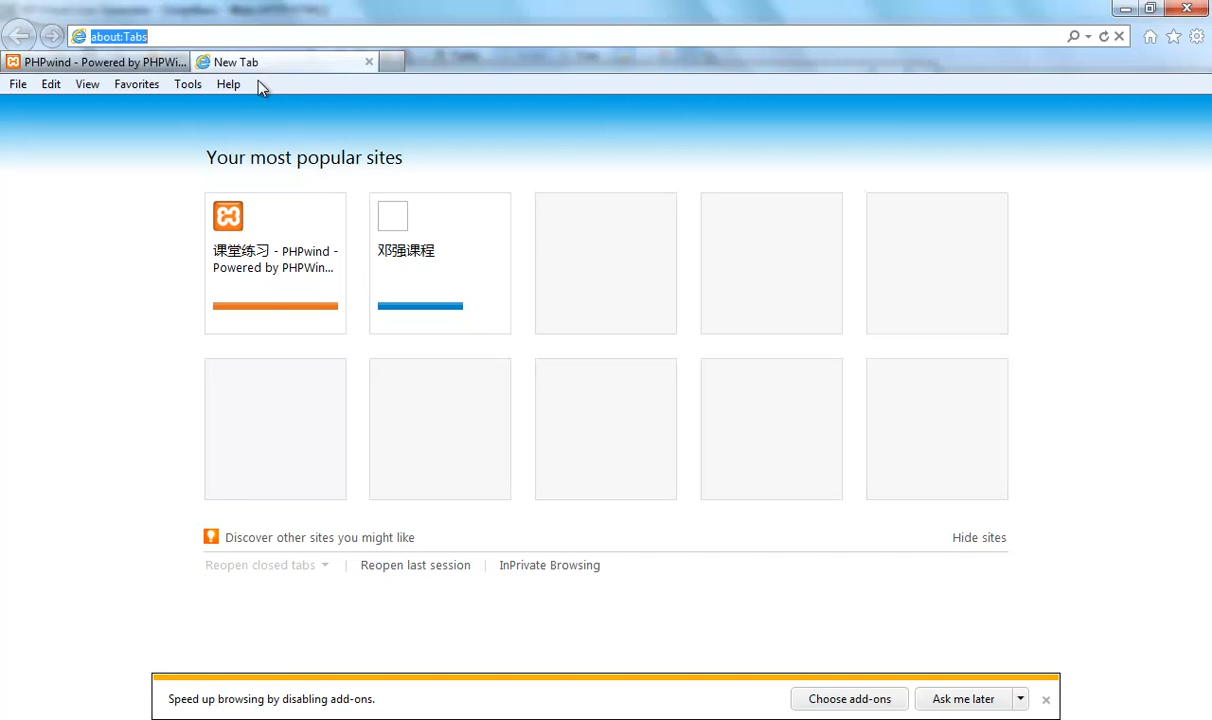 about:Tabs
PHPwind - Powered by PHPWi...
New Tab
File Edit View Favorites Tools Help
Your most popular sites
课堂练习 - PHPwind -
Powered by PHPWin...
邓强课程
Discover other sites you might like
Hide sites
Reopen closed tabs | Reopen last session | InPrivate Browsing
Speed up browsing by disabling add-ons.
Choose add-ons
Ask me later